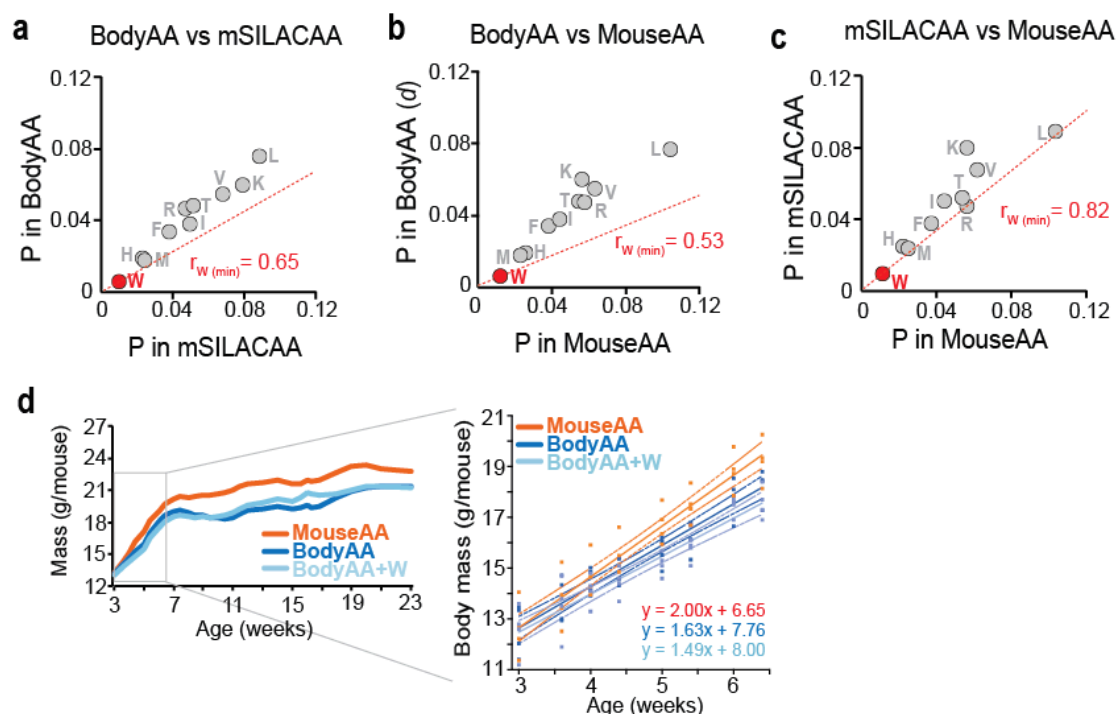 a
BodyAA vs mSILACAA
P in BodyAA
0.12
0.08
0.04
0
L
V
K
R
T
I
F
H
M
W
r W (min) = 0.65
0
0.04
0.08
0.12
P in mSILACAA
b
BodyAA vs MouseAA
P in BodyAA (d)
0.12
0.08
0.04
0
L
K
V
T
R
I
F
M
H
W
r W (min) = 0.53
0
0.04
0.08
0.12
P in MouseAA
c
mSILACAA vs MouseAA
P in mSILACAA
0.12
0.08
0.04
0
L
K
V
T
I
R
F
H
M
W
r W (min) = 0.82
0
0.04
0.08
0.12
P in MouseAA
d
Mass (g/mouse)
27
24
21
18
15
12
MouseAA
BodyAA
BodyAA+W
3 7 11 15 19 23
Age (weeks)
Body mass (g/mouse)
21
19
17
15
13
11
MouseAA
BodyAA
BodyAA+W
y = 2.00x + 6.65
y = 1.63x + 7.76
y = 1.49x + 8.00
3 4 5 6
Age (weeks)